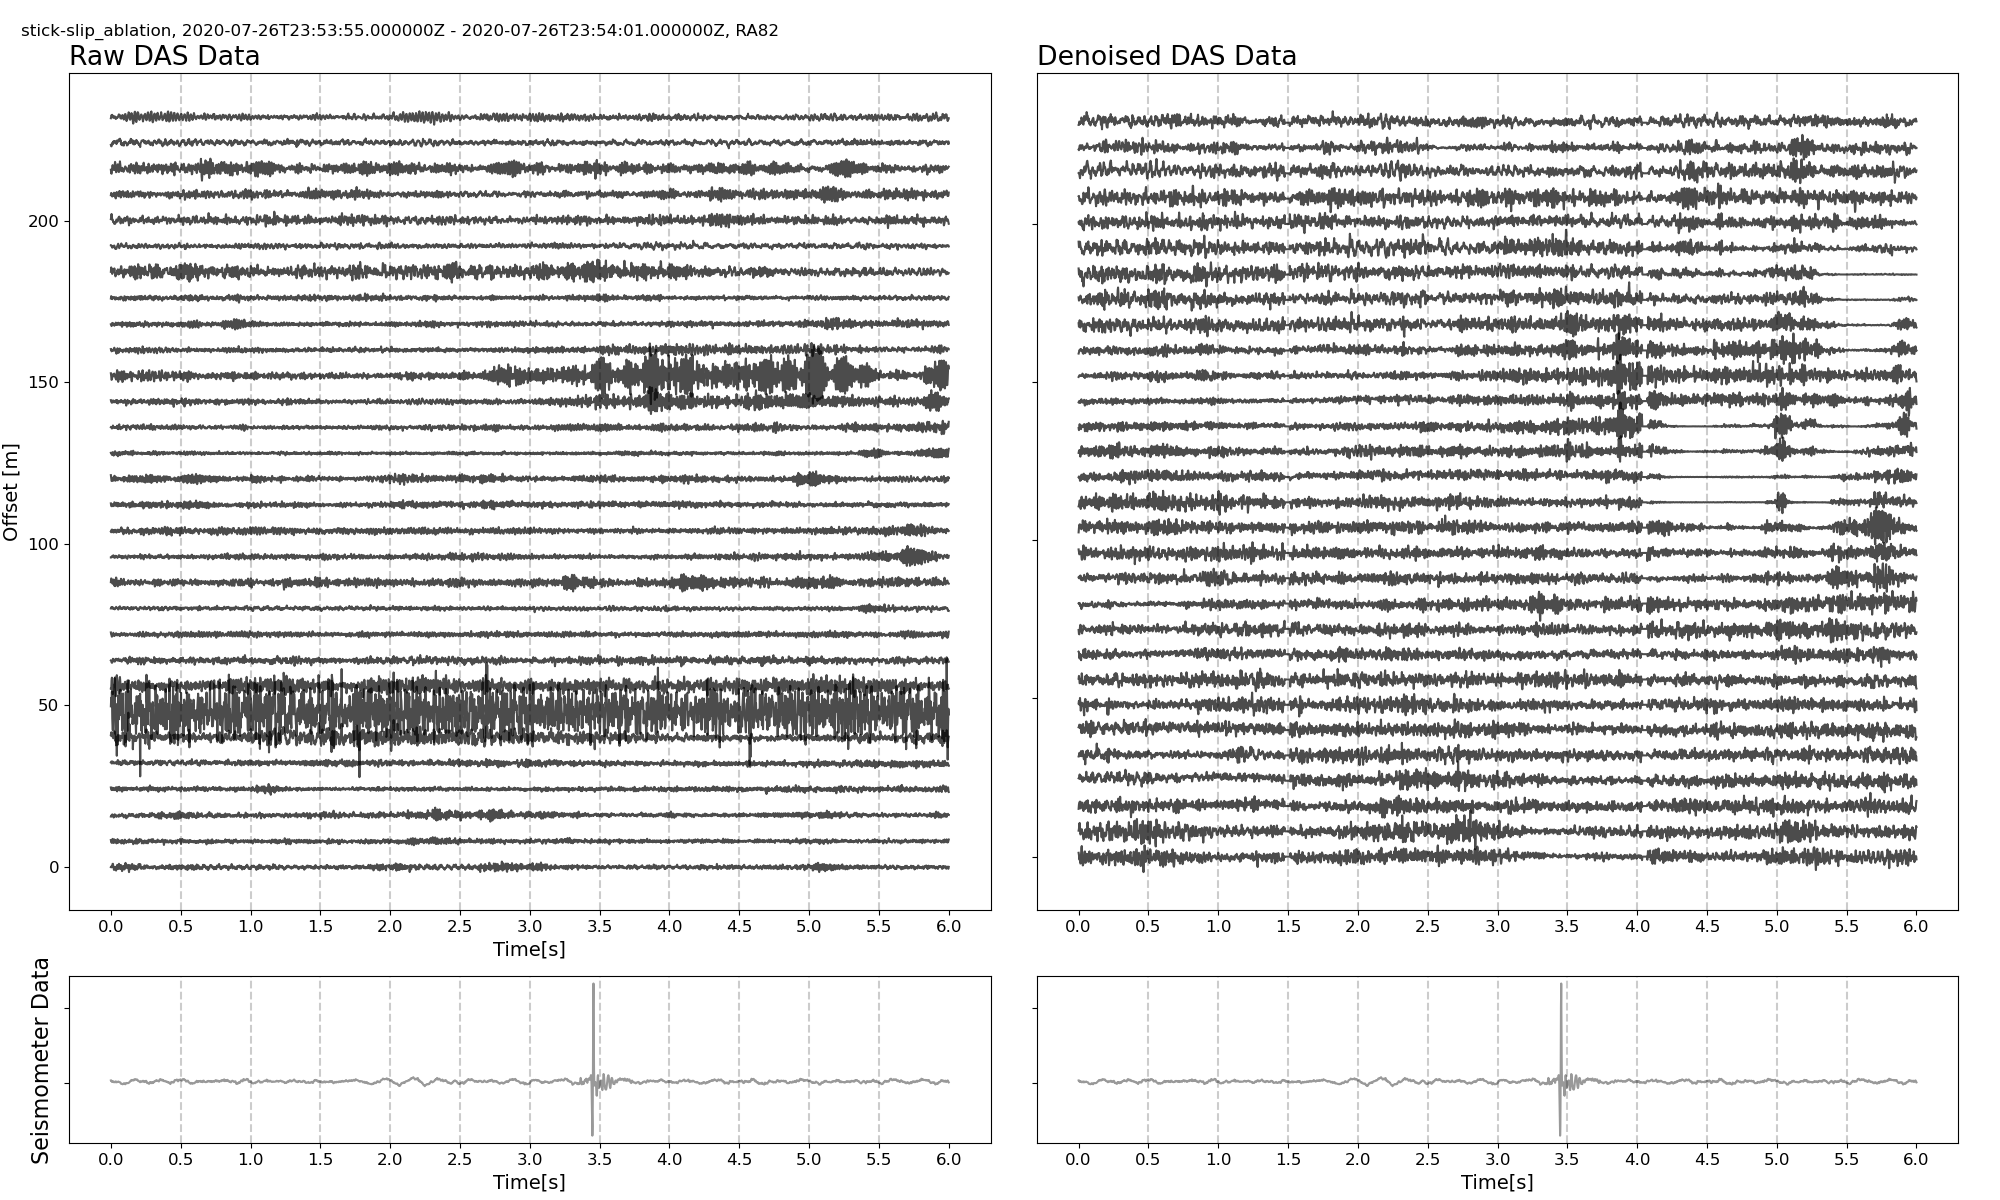 stick-slip_ablation, 2020-07-26T23:53:55.000000Z - 2020-07-26T23:54:01.000000Z, RA82
Raw DAS Data
Denoised DAS Data
Offset [m]
200
150
100
50
0
0.0 0.5 1.0 1.5 2.0 2.5 3.0 3.5 4.0 4.5 5.0 5.5 6.0
Time[s]
0.0 0.5 1.0 1.5 2.0 2.5 3.0 3.5 4.0 4.5 5.0 5.5 6.0
Seismometer Data
0.0 0.5 1.0 1.5 2.0 2.5 3.0 3.5 4.0 4.5 5.0 5.5 6.0
Time[s]
0.0 0.5 1.0 1.5 2.0 2.5 3.0 3.5 4.0 4.5 5.0 5.5 6.0
Time[s]